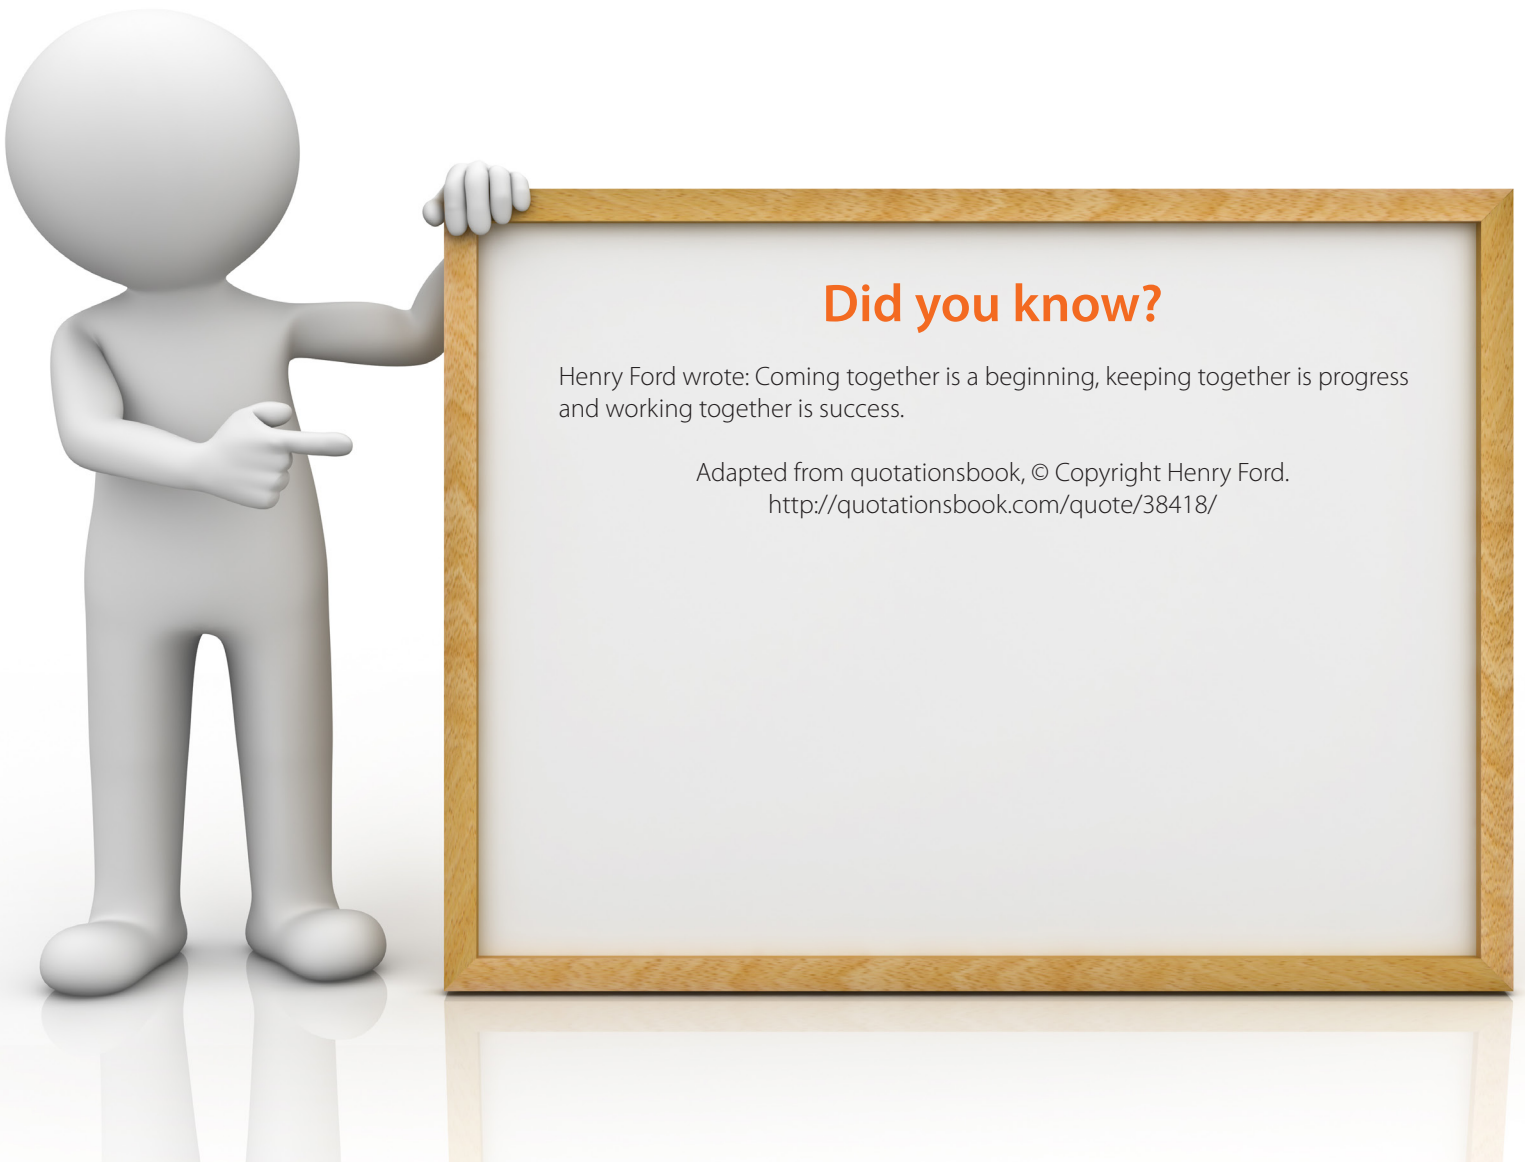 Did you know?
Henry Ford wrote: Coming together is a beginning, keeping together is progress
and working together is success.
Adapted from quotationsbook, © Copyright Henry Ford.
http://quotationsbook.com/quote/38418/